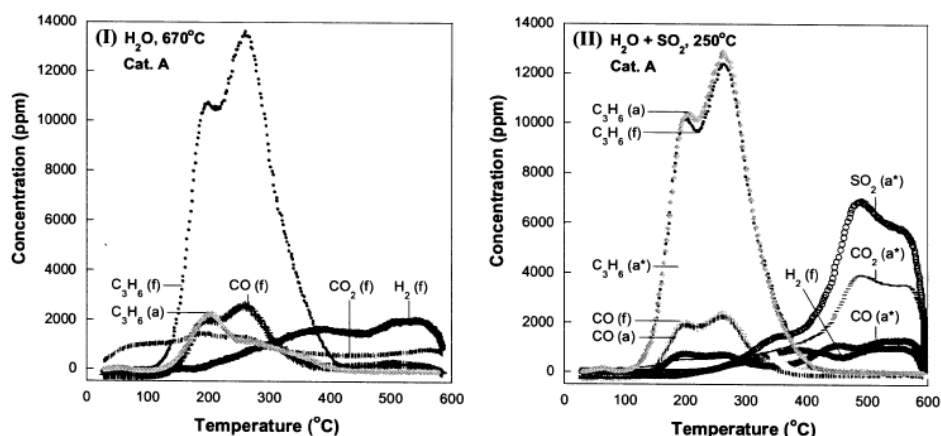 (I) H₂O, 670°C
Cat. A
Concentration (ppm)
14000
12000
10000
8000
6000
4000
2000
0
C₃H₆ (f)
C₃H₆ (a)
CO (f)
CO₂ (f)
H₂ (f)
0 100 200 300 400 500 600
Temperature (°C)
(II) H₂O + SO₂, 250°C
Cat. A
Concentration (ppm)
14000
12000
10000
8000
6000
4000
2000
0
C₃H₆ (a)
C₃H₆ (f)
C₃H₆ (a*)
CO (f)
CO (a)
SO₂ (a*)
CO₂ (a*)
H₂ (f)
CO (a*)
0 100 200 300 400 500 600
Temperature (°C)